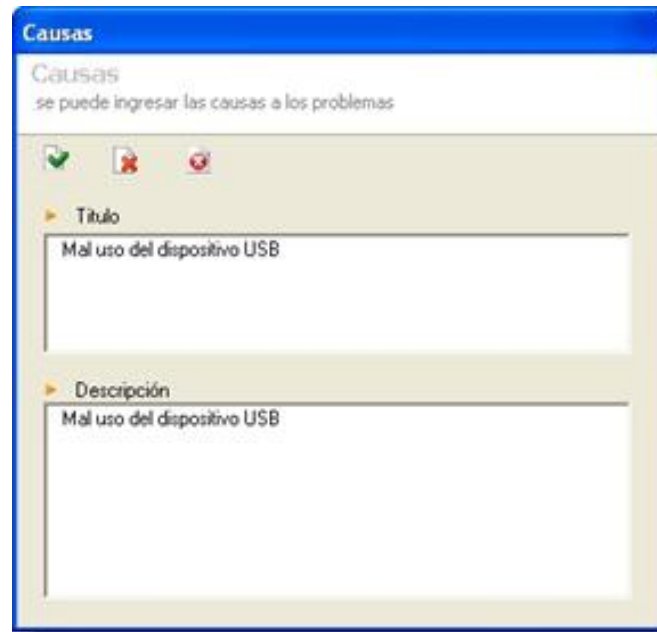 Causas
Causas
se puede ingresar las causas a los problemas
Titulo
Mal uso del dispositivo USB
Descripción
Mal uso del dispositivo USB